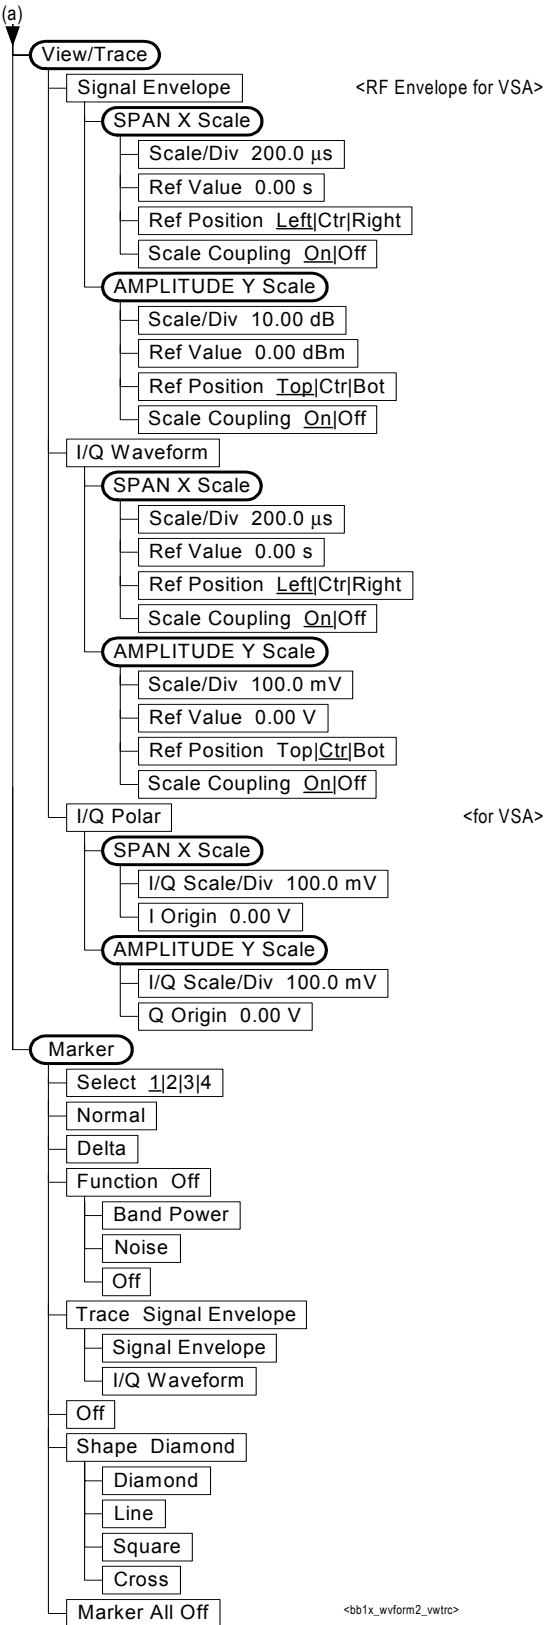 (a)
View/Trace
Signal Envelope <RF Envelope for VSA>
SPAN X Scale
Scale/Div 200.0 μs
Ref Value 0.00 s
Ref Position Left|Ctr|Right
Scale Coupling On|Off
AMPLITUDE Y Scale
Scale/Div 10.00 dB
Ref Value 0.00 dBm
Ref Position Top|Ctr|Bot
Scale Coupling On|Off
I/Q Waveform
SPAN X Scale
Scale/Div 200.0 μs
Ref Value 0.00 s
Ref Position Left|Ctr|Right
Scale Coupling On|Off
AMPLITUDE Y Scale
Scale/Div 100.0 mV
Ref Value 0.00 V
Ref Position Top|Ctr|Bot
Scale Coupling On|Off
I/Q Polar <for VSA>
SPAN X Scale
I/Q Scale/Div 100.0 mV
I Origin 0.00 V
AMPLITUDE Y Scale
I/Q Scale/Div 100.0 mV
Q Origin 0.00 V
Marker
Select 1|2|3|4
Normal
Delta
Function Off
Band Power
Noise
Off
Trace Signal Envelope
Signal Envelope
I/Q Waveform
Off
Shape Diamond
Diamond
Line
Square
Cross
Marker All Off <bb1x_wvform2_vwtrc>